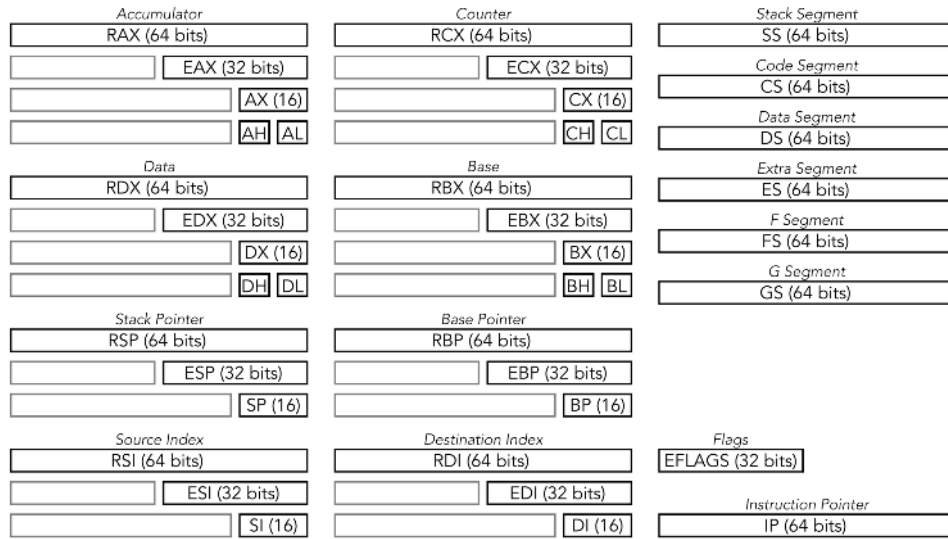 Accumulator
RAX (64 bits)
EAX (32 bits)
AX (16)
AH AL
Counter
RCX (64 bits)
ECX (32 bits)
CX (16)
CH CL
Stack Segment
SS (64 bits)
Code Segment
CS (64 bits)
Data Segment
DS (64 bits)
Extra Segment
ES (64 bits)
F Segment
FS (64 bits)
G Segment
GS (64 bits)
Data
RDX (64 bits)
EDX (32 bits)
DX (16)
DH DL
Base
RBX (64 bits)
EBX (32 bits)
BX (16)
BH BL
Stack Pointer
RSP (64 bits)
ESP (32 bits)
SP (16)
Base Pointer
RBP (64 bits)
EBP (32 bits)
BP (16)
Source Index
RSI (64 bits)
ESI (32 bits)
SI (16)
Destination Index
RDI (64 bits)
EDI (32 bits)
DI (16)
Flags
EFLAGS (32 bits)
Instruction Pointer
IP (64 bits)